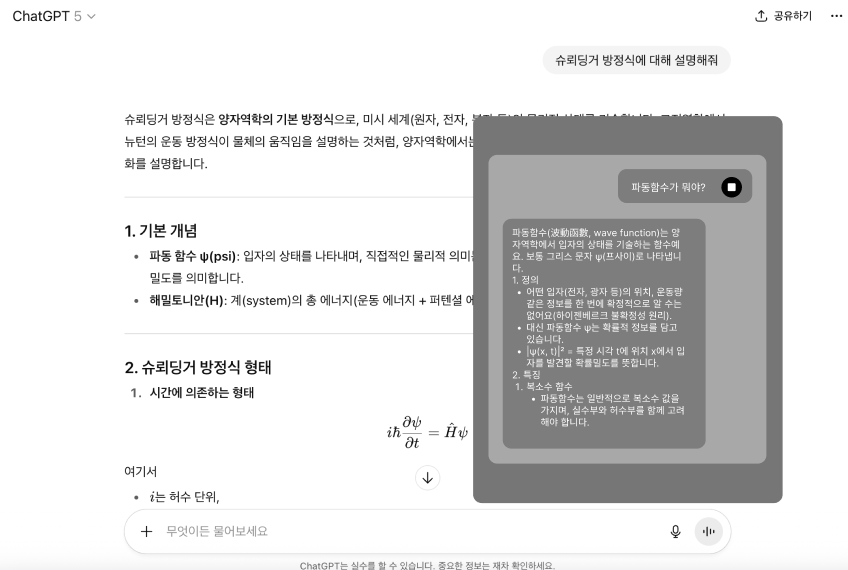 ChatGPT 5
공유하기
슈뢰딩거 방정식에 대해 설명해줘
슈뢰딩거 방정식은 양자역학의 기본 방정식으로, 미시 세계(원자, 전자,
뉴턴의 운동 방정식이 물체의 움직임을 설명하는 것처럼, 양자역학에서는
화를 설명합니다.
1. 기본 개념
• 파동 함수 ψ(psi): 입자의 상태를 나타내며, 직접적인 물리적 의미
밀도를 의미합니다.
• 해밀토니안(H): 계(system)의 총 에너지(운동 에너지 + 퍼텐셜 에
2. 슈뢰딩거 방정식 형태
1. 시간에 의존하는 형태
iħ ∂ψ/∂t = Ĥψ
여기서
• i는 허수 단위,
무엇이든 물어보세요
ChatGPT는 실수를 할 수 있습니다. 중요한 정보는 재차 확인하세요.
파동함수가 뭐야?
파동함수(波動函數, wave function)는 양
자역학에서 입자의 상태를 기술하는 함수예
요. 보통 그리스 문자 ψ(프사이)로 나타냅니
다.
1. 정의
• 어떤 입자(전자, 광자 등)의 위치, 운동량
같은 정보를 한 번에 확정적으로 알 수는
없어요(하이젠베르크 불확정성 원리).
• 대신 파동함수 ψ는 확률적 정보를 담고
있습니다.
• |ψ(x, t)|² = 특정 시각 t에 위치 x에서 입
자를 발견할 확률밀도를 뜻합니다.
2. 특징
1. 복소수 함수
• 파동함수는 일반적으로 복소수 값을
가지며, 실수부와 허수부를 함께 고려
해야 합니다.